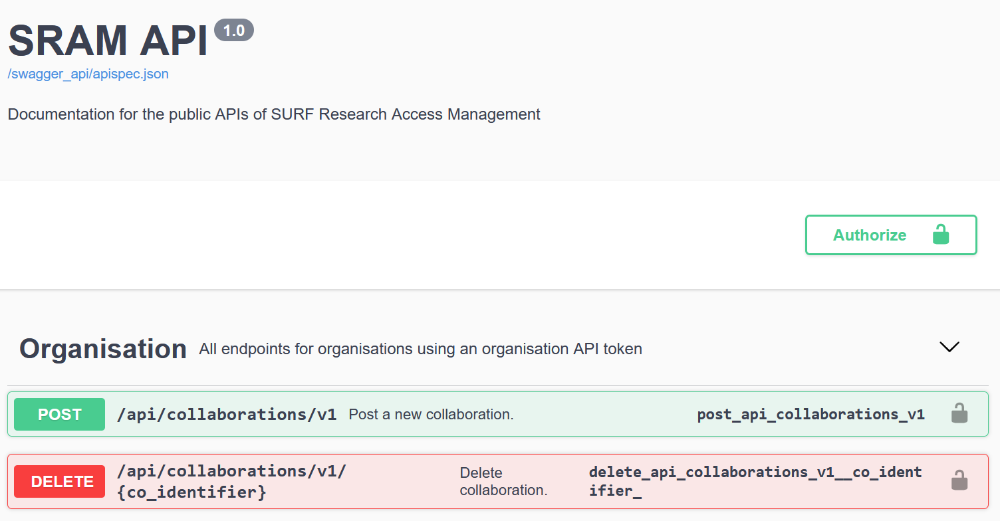 SRAM API 1.0
/swagger_api/apispec.json
Documentation for the public APIs of SURF Research Access Management
Authorize
Organisation All endpoints for organisations using an organisation API token
POST /api/collaborations/v1 Post a new collaboration. post_api_collaborations_v1
DELETE /api/collaborations/v1/ Delete delete_api_collaborations_v1__co_ident
{co_identifier} collaboration. ifier_